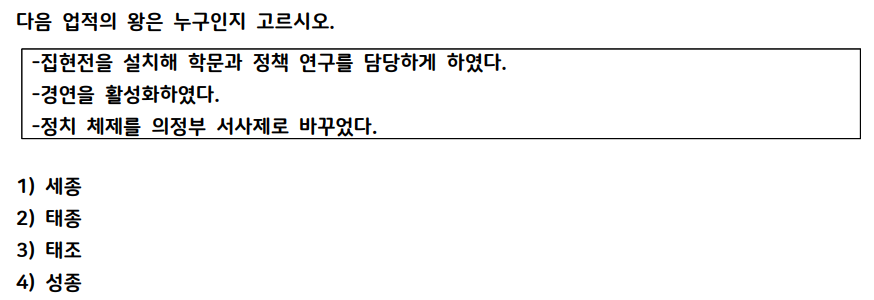 다음 업적의 왕은 누구인지 고르시오.
-집현전을 설치해 학문과 정책 연구를 담당하게 하였다.
-경연을 활성화하였다.
-정치 체제를 의정부 서사제로 바꾸었다.
1) 세종
2) 태종
3) 태조
4) 성종